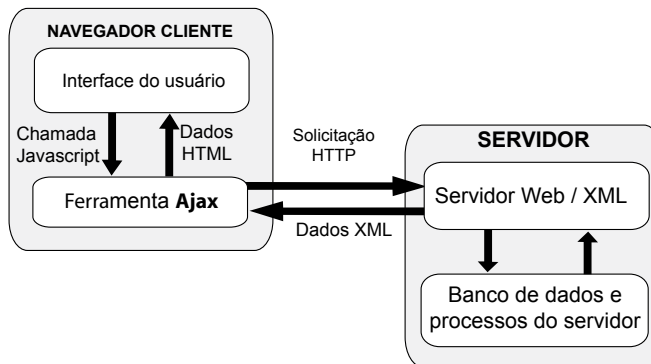 NAVEGADOR CLIENTE
Interface do usuário
Chamada
Javascript
Dados
HTML
Ferramenta Ajax
Solicitação
HTTP
Dados XML
SERVIDOR
Servidor Web / XML
Banco de dados e
processos do servidor